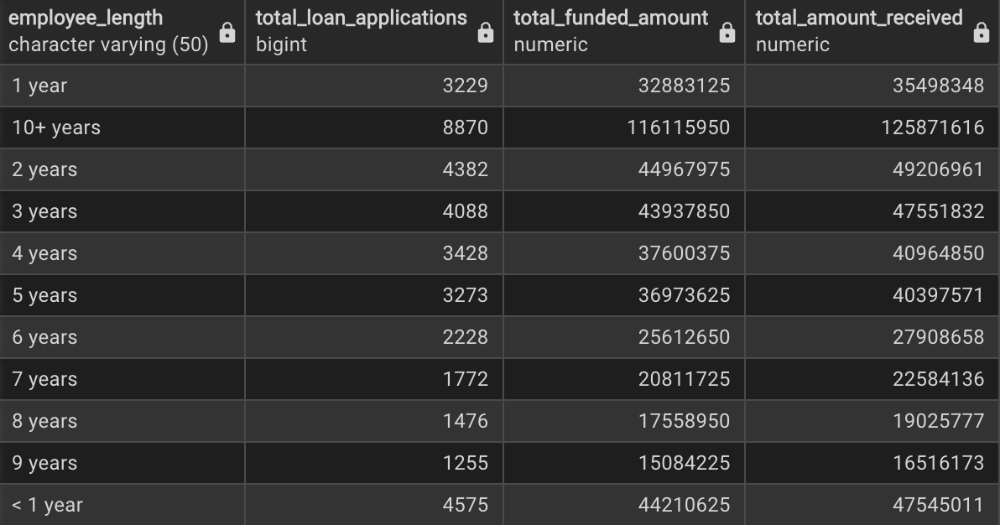 employee_length total_loan_applications total_funded_amount total_amount_received
character varying (50) bigint numeric numeric
1 year 3229 32883125 35498348
10+ years 8870 116115950 125871616
2 years 4382 44967975 49206961
3 years 4088 43937850 47551832
4 years 3428 37600375 40964850
5 years 3273 36973625 40397571
6 years 2228 25612650 27908658
7 years 1772 20811725 22584136
8 years 1476 17558950 19025777
9 years 1255 15084225 16516173
< 1 year 4575 44210625 47545011